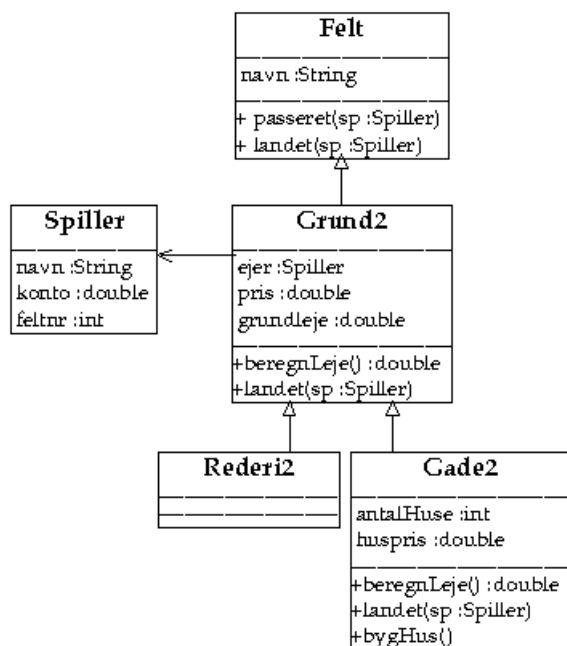 Felt
navn :String
+ passeret(sp :Spiller)
+ landet(sp :Spiller)
Spiller
navn :String
konto :double
feltnr :int
Grund2
ejer :Spiller
pris :double
grundleje :double
+beregnLeje() :double
+landet(sp :Spiller)
Rederi2
Gade2
antalHuse :int
huspris :double
+beregnLeje() :double
+landet(sp :Spiller)
+bygHus()